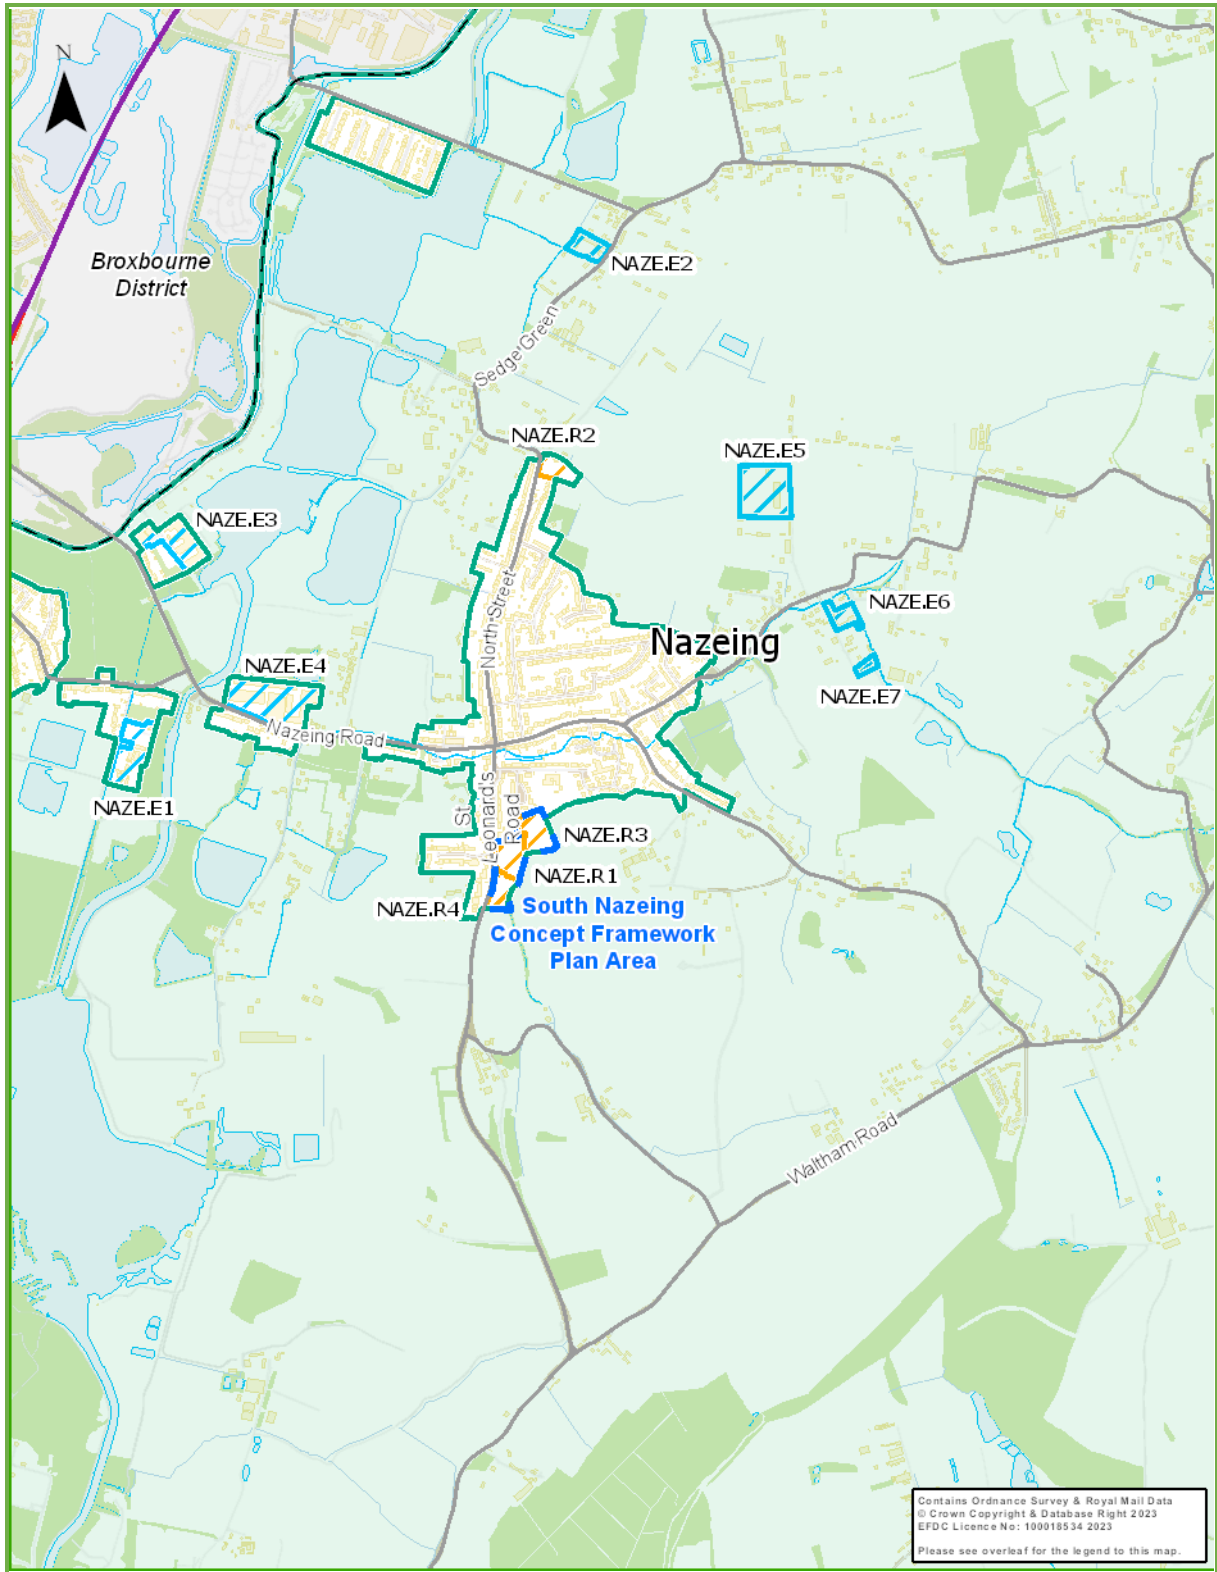 N
Broxbourne
District
NAZE.E2
Sedge Green
NAZE.R2
NAZE.E5
NAZE.E3
North Street
NAZE.E6
Nazeing
NAZE.E4
NAZE.E7
Nazeing Road
NAZE.E1
St
Leonard's
Road
NAZE.R3
NAZE.R1
NAZE.R4
South Nazeing
Concept Framework
Plan Area
Waltham Road
Contains Ordnance Survey & Royal Mail Data
© Crown Copyright & Database Right 2023
EFDC Licence No: 100018534 2023
Please see overleaf for the legend to this map.